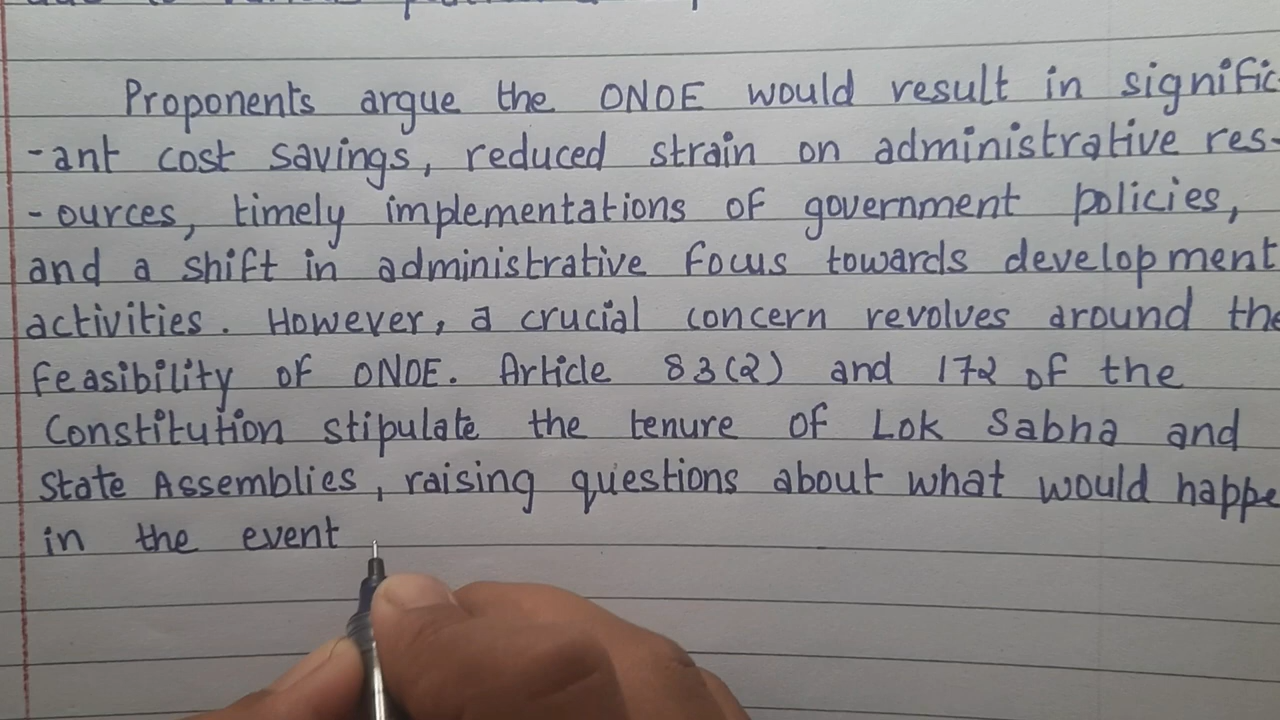 Proponents argue the ONOE would result in signific-
-ant cost savings, reduced strain on administrative res-
-ources, timely implementations of government policies,
and a shift in administrative focus towards development
activities. However, a crucial concern revolves around the
feasibility of ONOE. Article 83(2) and 172 of the
Constitution stipulate the tenure of Lok Sabha and
State Assemblies, raising questions about what would happe
in the event